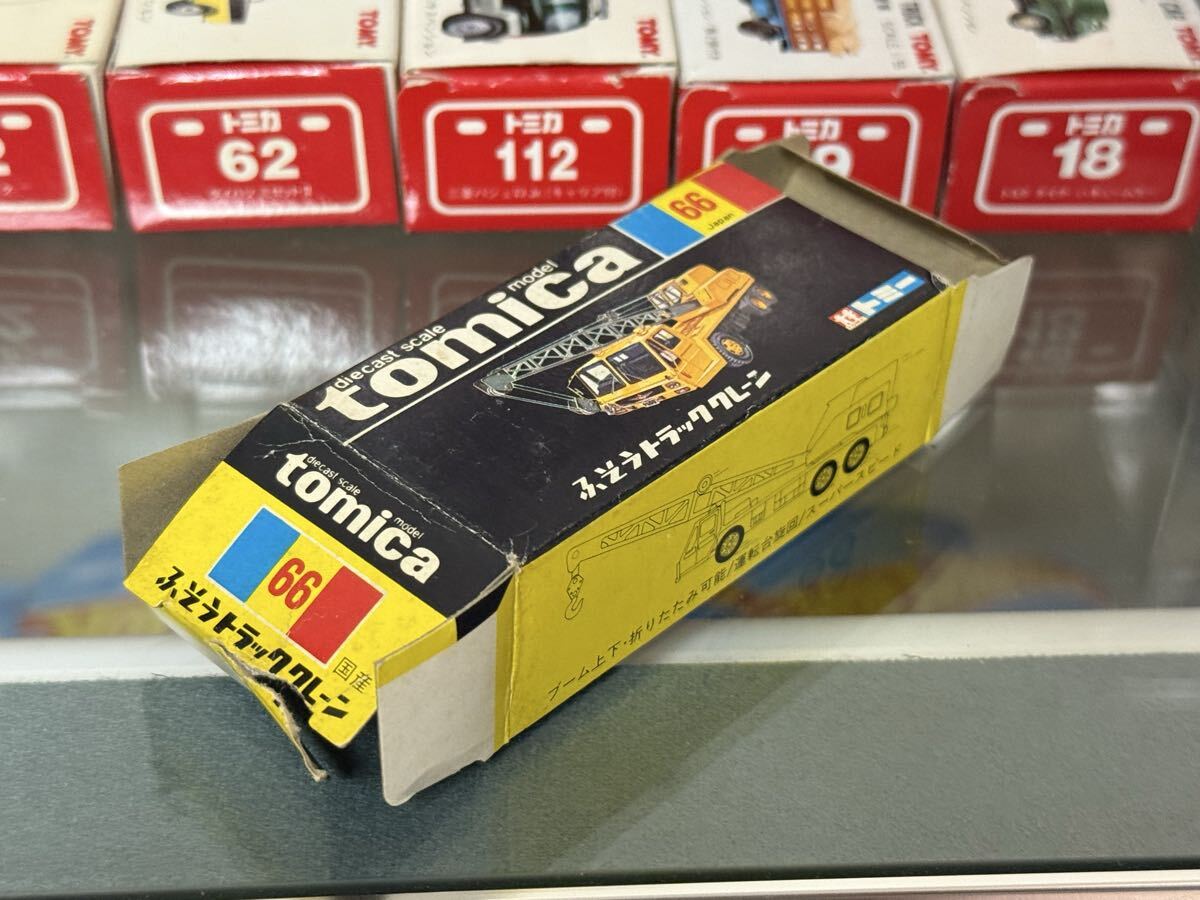 TOMY
TOMY
TOMY
TOMY
トミカ
62
トミカ
112
トミカ
トミカ
18
66
Japan
diecast scale model
tomica
トミー
ふそうトラッククレーン
diecast scale model
tomica
66
国産
ふそうトラッククレーン
ブーム上下・折りたたみ可能/運転台旋回/スーパースピード